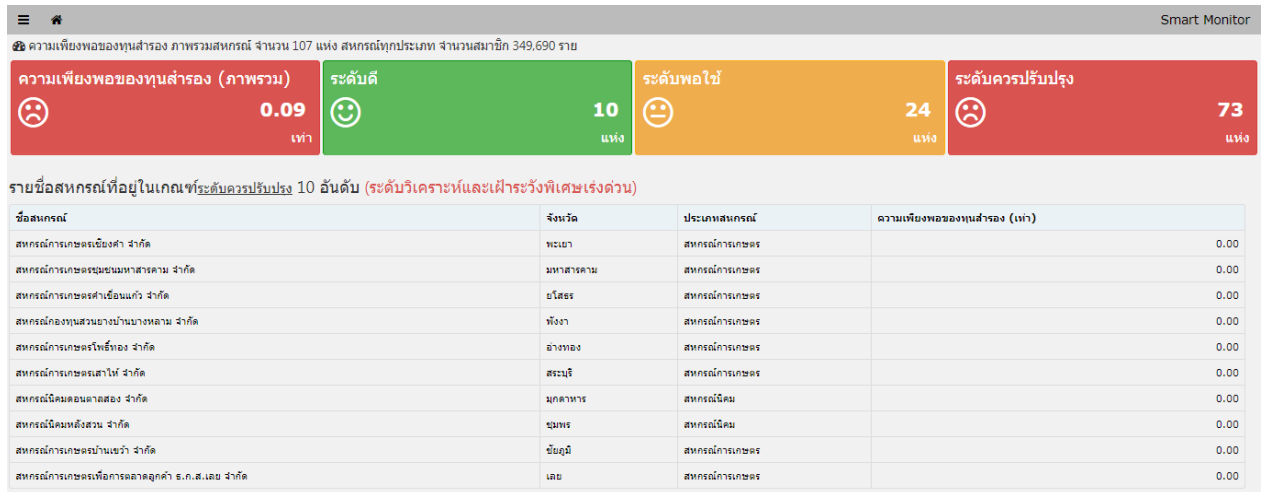 Smart Monitor
ความเพียงพอของทุนสำรอง ภาพรวมสหกรณ์ จำนวน 107 แห่ง สหกรณ์ทุกประเภท จำนวนสมาชิก 349,690 ราย
ความเพียงพอของทุนสำรอง (ภาพรวม) ระดับดี ระดับพอใช้ ระดับควรปรับปรุง
0.09 10 24 73
เท่า แห่ง แห่ง แห่ง
รายชื่อสหกรณ์ที่อยู่ในเกณฑ์ระดับควรปรับปรุง 10 อันดับ (ระดับวิเคราะห์และเฝ้าระวังพิเศษเร่งด่วน)
ชื่อสหกรณ์ จังหวัด ประเภทสหกรณ์ ความเพียงพอของทุนสำรอง (เท่า)
สหกรณ์การเกษตรเชียงคำ จำกัด พะเยา สหกรณ์การเกษตร 0.00
สหกรณ์การเกษตรชุมชนมหาสารคาม จำกัด มหาสารคาม สหกรณ์การเกษตร 0.00
สหกรณ์การเกษตรคำเขื่อนแก้ว จำกัด ยโสธร สหกรณ์การเกษตร 0.00
สหกรณ์กองทุนสวนยางบ้านบางหลาม จำกัด พังงา สหกรณ์การเกษตร 0.00
สหกรณ์การเกษตรโพธิ์ทอง จำกัด อ่างทอง สหกรณ์การเกษตร 0.00
สหกรณ์การเกษตรเสาไห้ จำกัด สระบุรี สหกรณ์การเกษตร 0.00
สหกรณ์นิคมดอนตาลสอง จำกัด มุกดาหาร สหกรณ์นิคม 0.00
สหกรณ์นิคมหลังสวน จำกัด ชุมพร สหกรณ์นิคม 0.00
สหกรณ์การเกษตรบ้านเขว้า จำกัด ชัยภูมิ สหกรณ์การเกษตร 0.00
สหกรณ์การเกษตรเพื่อการตลาดลูกค้า ธ.ก.ส.เลย จำกัด เลย สหกรณ์การเกษตร 0.00